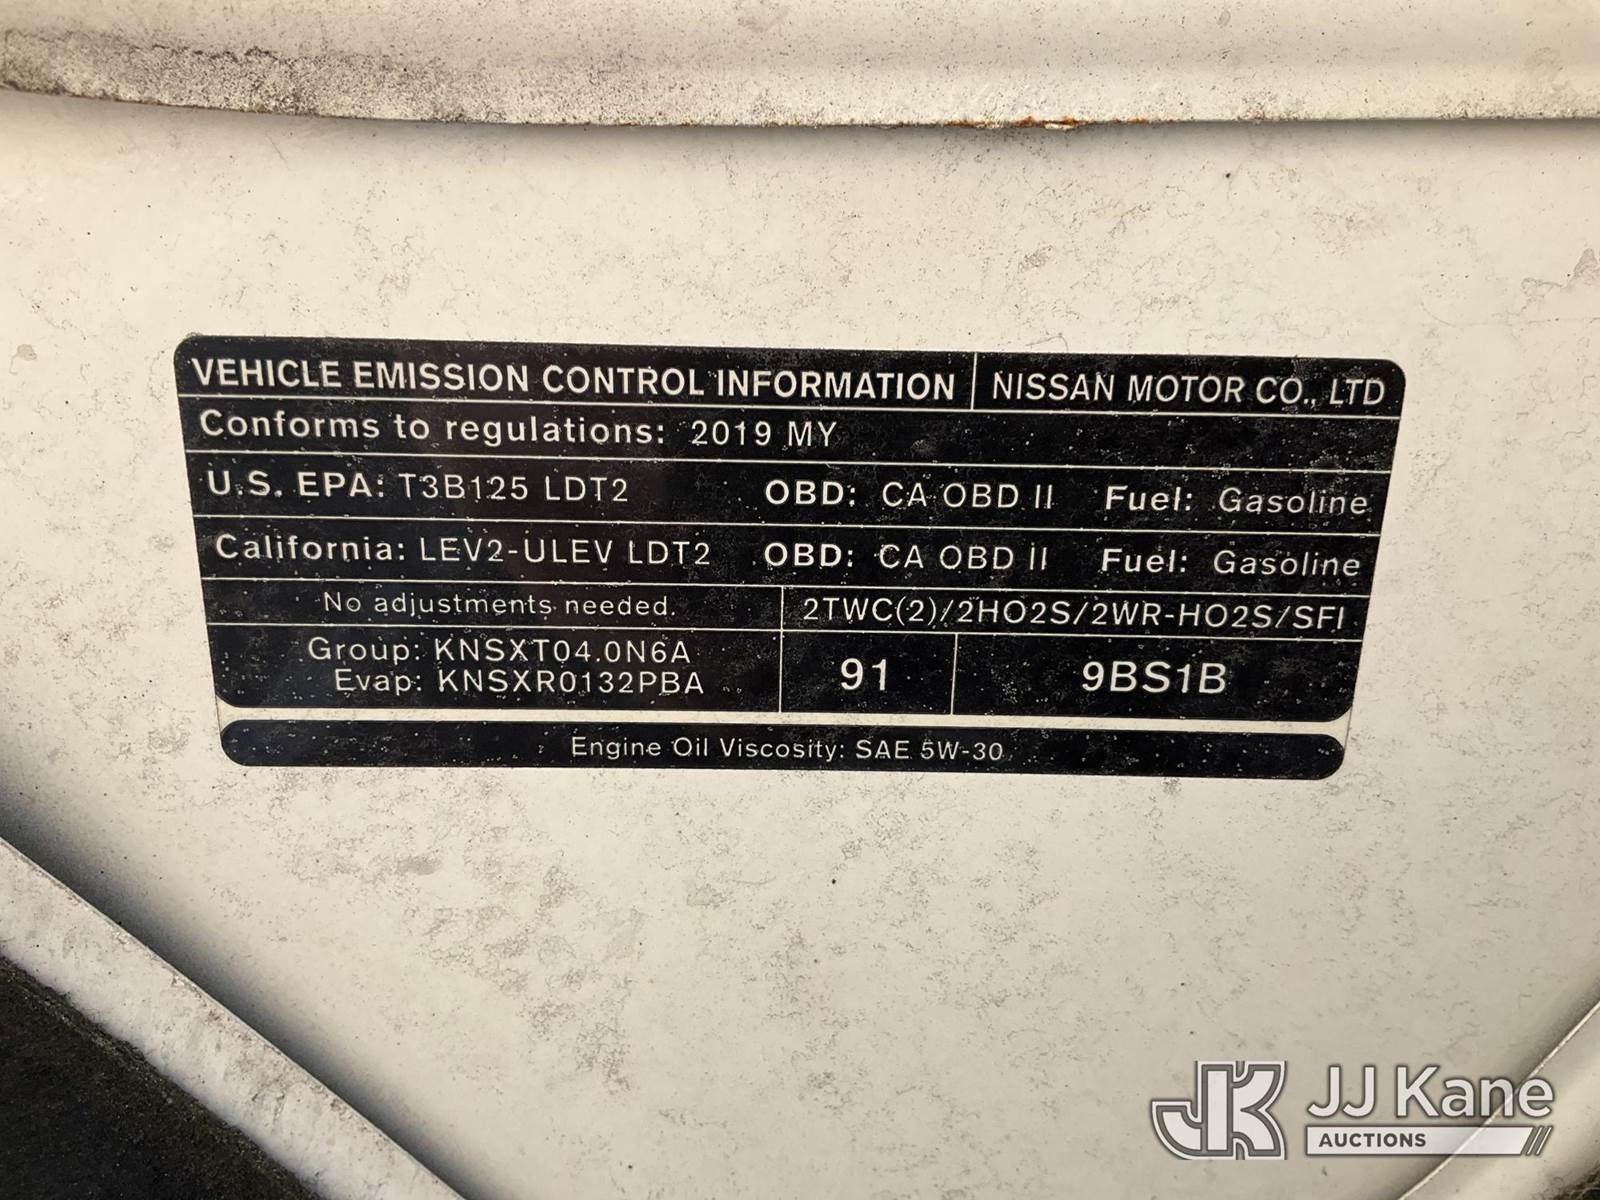 VEHICLE EMISSION CONTROL INFORMATION NISSAN MOTOR CO., LTD
Conforms to regulations: 2019 MY
U.S. EPA: T3B125 LDT2 OBD: CA OBD II Fuel: Gasoline
California: LEV2-ULEV LDT2 OBD: CA OBD II Fuel: Gasoline
No adjustments needed. 2TWC(2)/2HO2S/2WR-HO2S/SFI
Group: KNSXT04.0N6A
Evap: KNSXR0132PBA
91 9BS1B
Engine Oil Viscosity: SAE 5W-30
JK JJ Kane
AUCTIONS